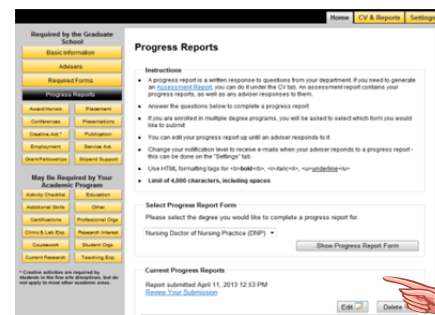 Home CV & Reports Settings
Required by the Graduate
School
Basic Information
Advisers
Required Forms
Progress Reports
Award/Honors Placement
Conferences Presentations
Creative Act.* Publication
Employment Service Act.
Grant/Fellowships Stipend Support
May Be Required by Your
Academic Program
Activity Checklist Education
Additional Skills Other
Certifications Professional Orgs.
Clinic & Lab Exp. Research Interest
Coursework Student Orgs.
Current Research Teaching Exp.
* Creative activities are
required by
students in the fine arts
disciplines, but do
not apply to most other
academic areas.
Progress Reports
Instructions
A progress report is a written response to questions from your department. If you need to generate
an Assessment Report, you can do it under the CV tab. An assessment report contains your
progress reports, as well as any adviser responses to them.
Answer the questions below to complete a progress report
If you are enrolled in multiple degree programs, you will be asked to select which form you would
like to submit
You can edit your progress report up until an adviser responds to it
Change your notification level to receive e-mails when your adviser responds to a progress report -
this can be done on the "Settings" tab
Use HTML formatting tags for <b>bold</b>, <i>italic</i>, <u>underline</u>
Limit of 4,000 characters, including spaces
Select Progress Report Form
Please select the degree you would like to complete a progress report for.
Nursing Doctor of Nursing Practice (DNP)
Show Progress Report Form
Current Progress Reports
Report submitted April 11, 2013 12:53 PM
Review Your Submission
Edit Delete